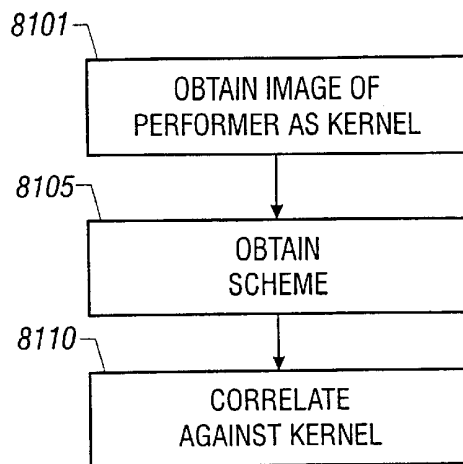 8101
OBTAIN IMAGE OF
PERFORMER AS KERNEL
8105
OBTAIN
SCHEME
8110
CORRELATE
AGAINST KERNEL